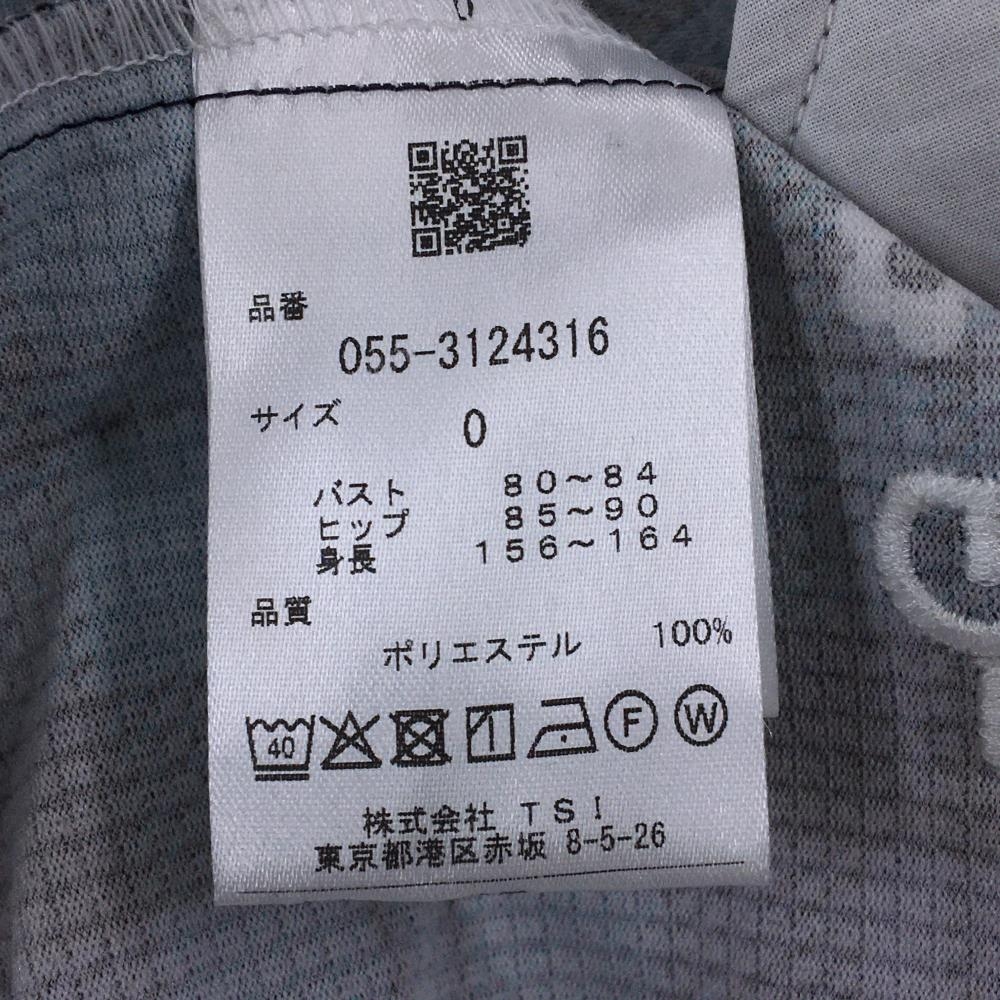 品番
055-3124316
サイズ 0
バスト 80~84
ヒップ 85~90
身長 156~164
品質
ポリエステル 100%
40 F W
株式会社 TSI
東京都港区赤坂 8-5-26